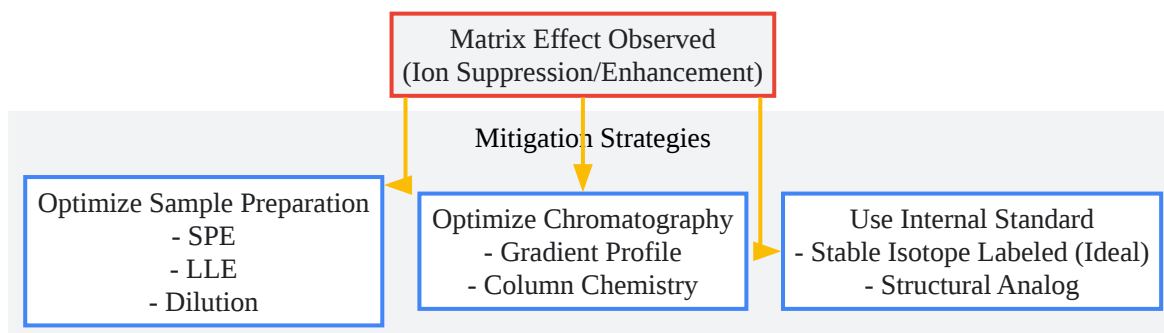 Matrix Effect Observed
(Ion Suppression/Enhancement)
Mitigation Strategies
Optimize Sample Preparation
- SPE
- LLE
- Dilution
Optimize Chromatography
- Gradient Profile
- Column Chemistry
Use Internal Standard
- Stable Isotope Labeled (Ideal)
- Structural Analog